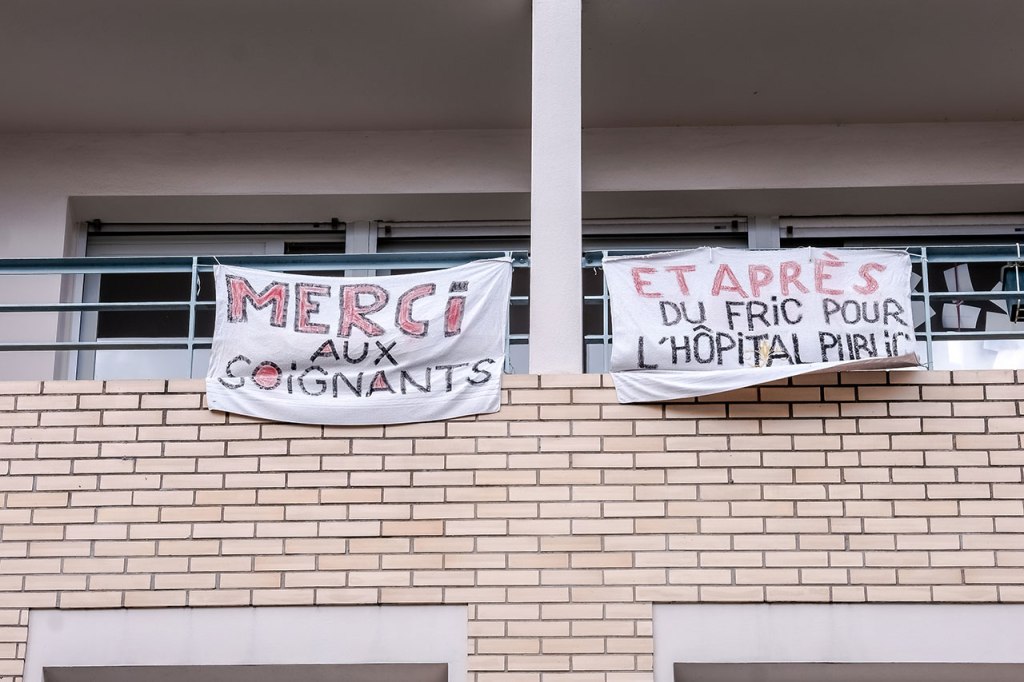 MERCi
AUX
SOiGNANTS
ET APRÈS
DU FRiC POUR
L'HÔPiTAL PUBLiC